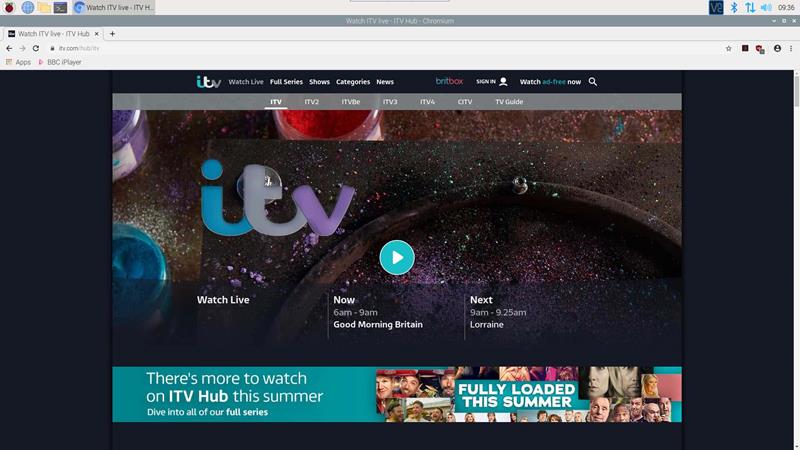 Watch ITV live - ITV H...
09:36
Watch ITV live - ITV Hub - Chromium
Watch ITV live - ITV Hub
itv.com/hub/itv
Apps
BBC iPlayer
itv
Watch Live
Full Series
Shows
Categories
News
britbox
SIGN IN
Watch ad-free now
ITV
ITV2
ITVBe
ITV3
ITV4
CITV
TV Guide
itv
Watch Live
Now
6am - 9am
Good Morning Britain
Next
9am - 9.25am
Lorraine
There's more to watch
on ITV Hub this summer
Dive into all of our full series
FULLY LOADED
THIS SUMMER